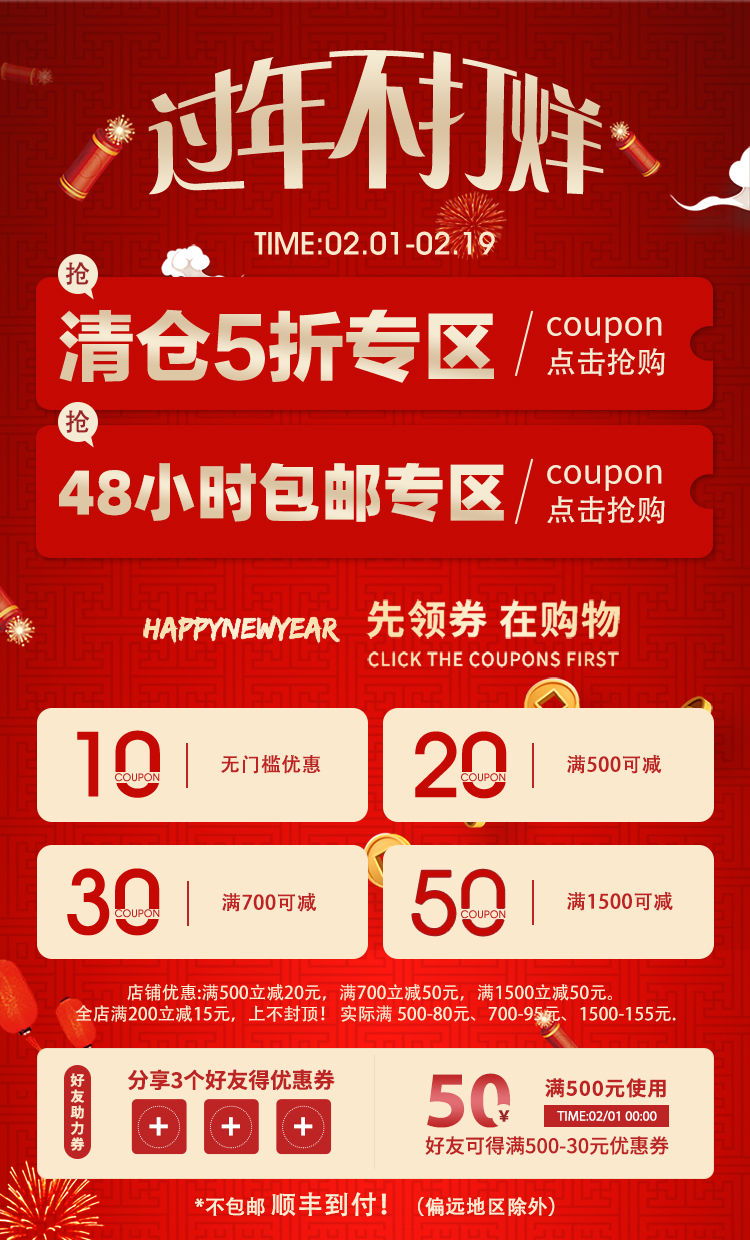 过年不打烊
TIME:02.01-02.19
抢
清仓5折专区
coupon
点击抢购
抢
48小时包邮专区
coupon
点击抢购
HAPPYNEWYEAR
先领券 在购物
CLICK THE COUPONS FIRST
10
COUPON
无门槛优惠
20
COUPON
满500可减
30
COUPON
满700可减
50
COUPON
满1500可减
店铺优惠:满500立减20元，满700立减50元，满1500立减50元。
全店满200立减15元，上不封顶！实际满 500-80元、700-95元、1500-155元.
好友助力券
分享3个好友得优惠券
+ + +
50¥
满500元使用
TIME:02/01 00:00
好友可得满500-30元优惠券
*不包邮 顺丰到付！（偏远地区除外）